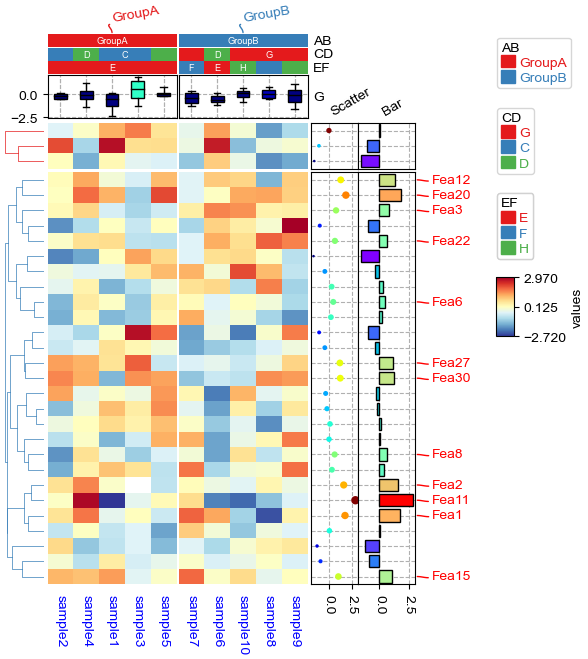 GroupA
GroupB
GroupA GroupB AB
D C D G CD
E F E H EF
0.0
−2.5
G
Scatter
Bar
Fea12
Fea20
Fea3
Fea22
Fea6
Fea27
Fea30
Fea8
Fea2
Fea11
Fea1
Fea15
sample2
sample4
sample1
sample3
sample5
sample7
sample6
sample10
sample8
sample9
0.0
2.5
0.0
2.5
AB
GroupA
GroupB
CD
G
C
D
EF
E
F
H
2.970
0.125
−2.720
values